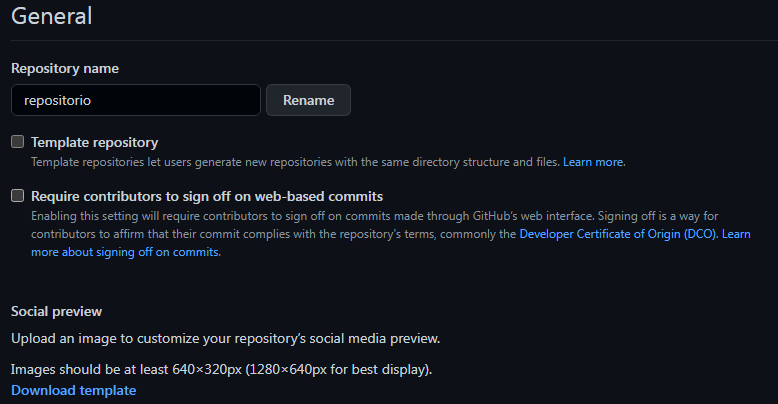 General
Repository name
repositorio
Rename
Template repository
Template repositories let users generate new repositories with the same directory structure and files. Learn more.
Require contributors to sign off on web-based commits
Enabling this setting will require contributors to sign off on commits made through GitHub's web interface. Signing off is a way for
contributors to affirm that their commit complies with the repository's terms, commonly the Developer Certificate of Origin (DCO). Learn
more about signing off on commits.
Social preview
Upload an image to customize your repository's social media preview.
Images should be at least 640×320px (1280×640px for best display).
Download template